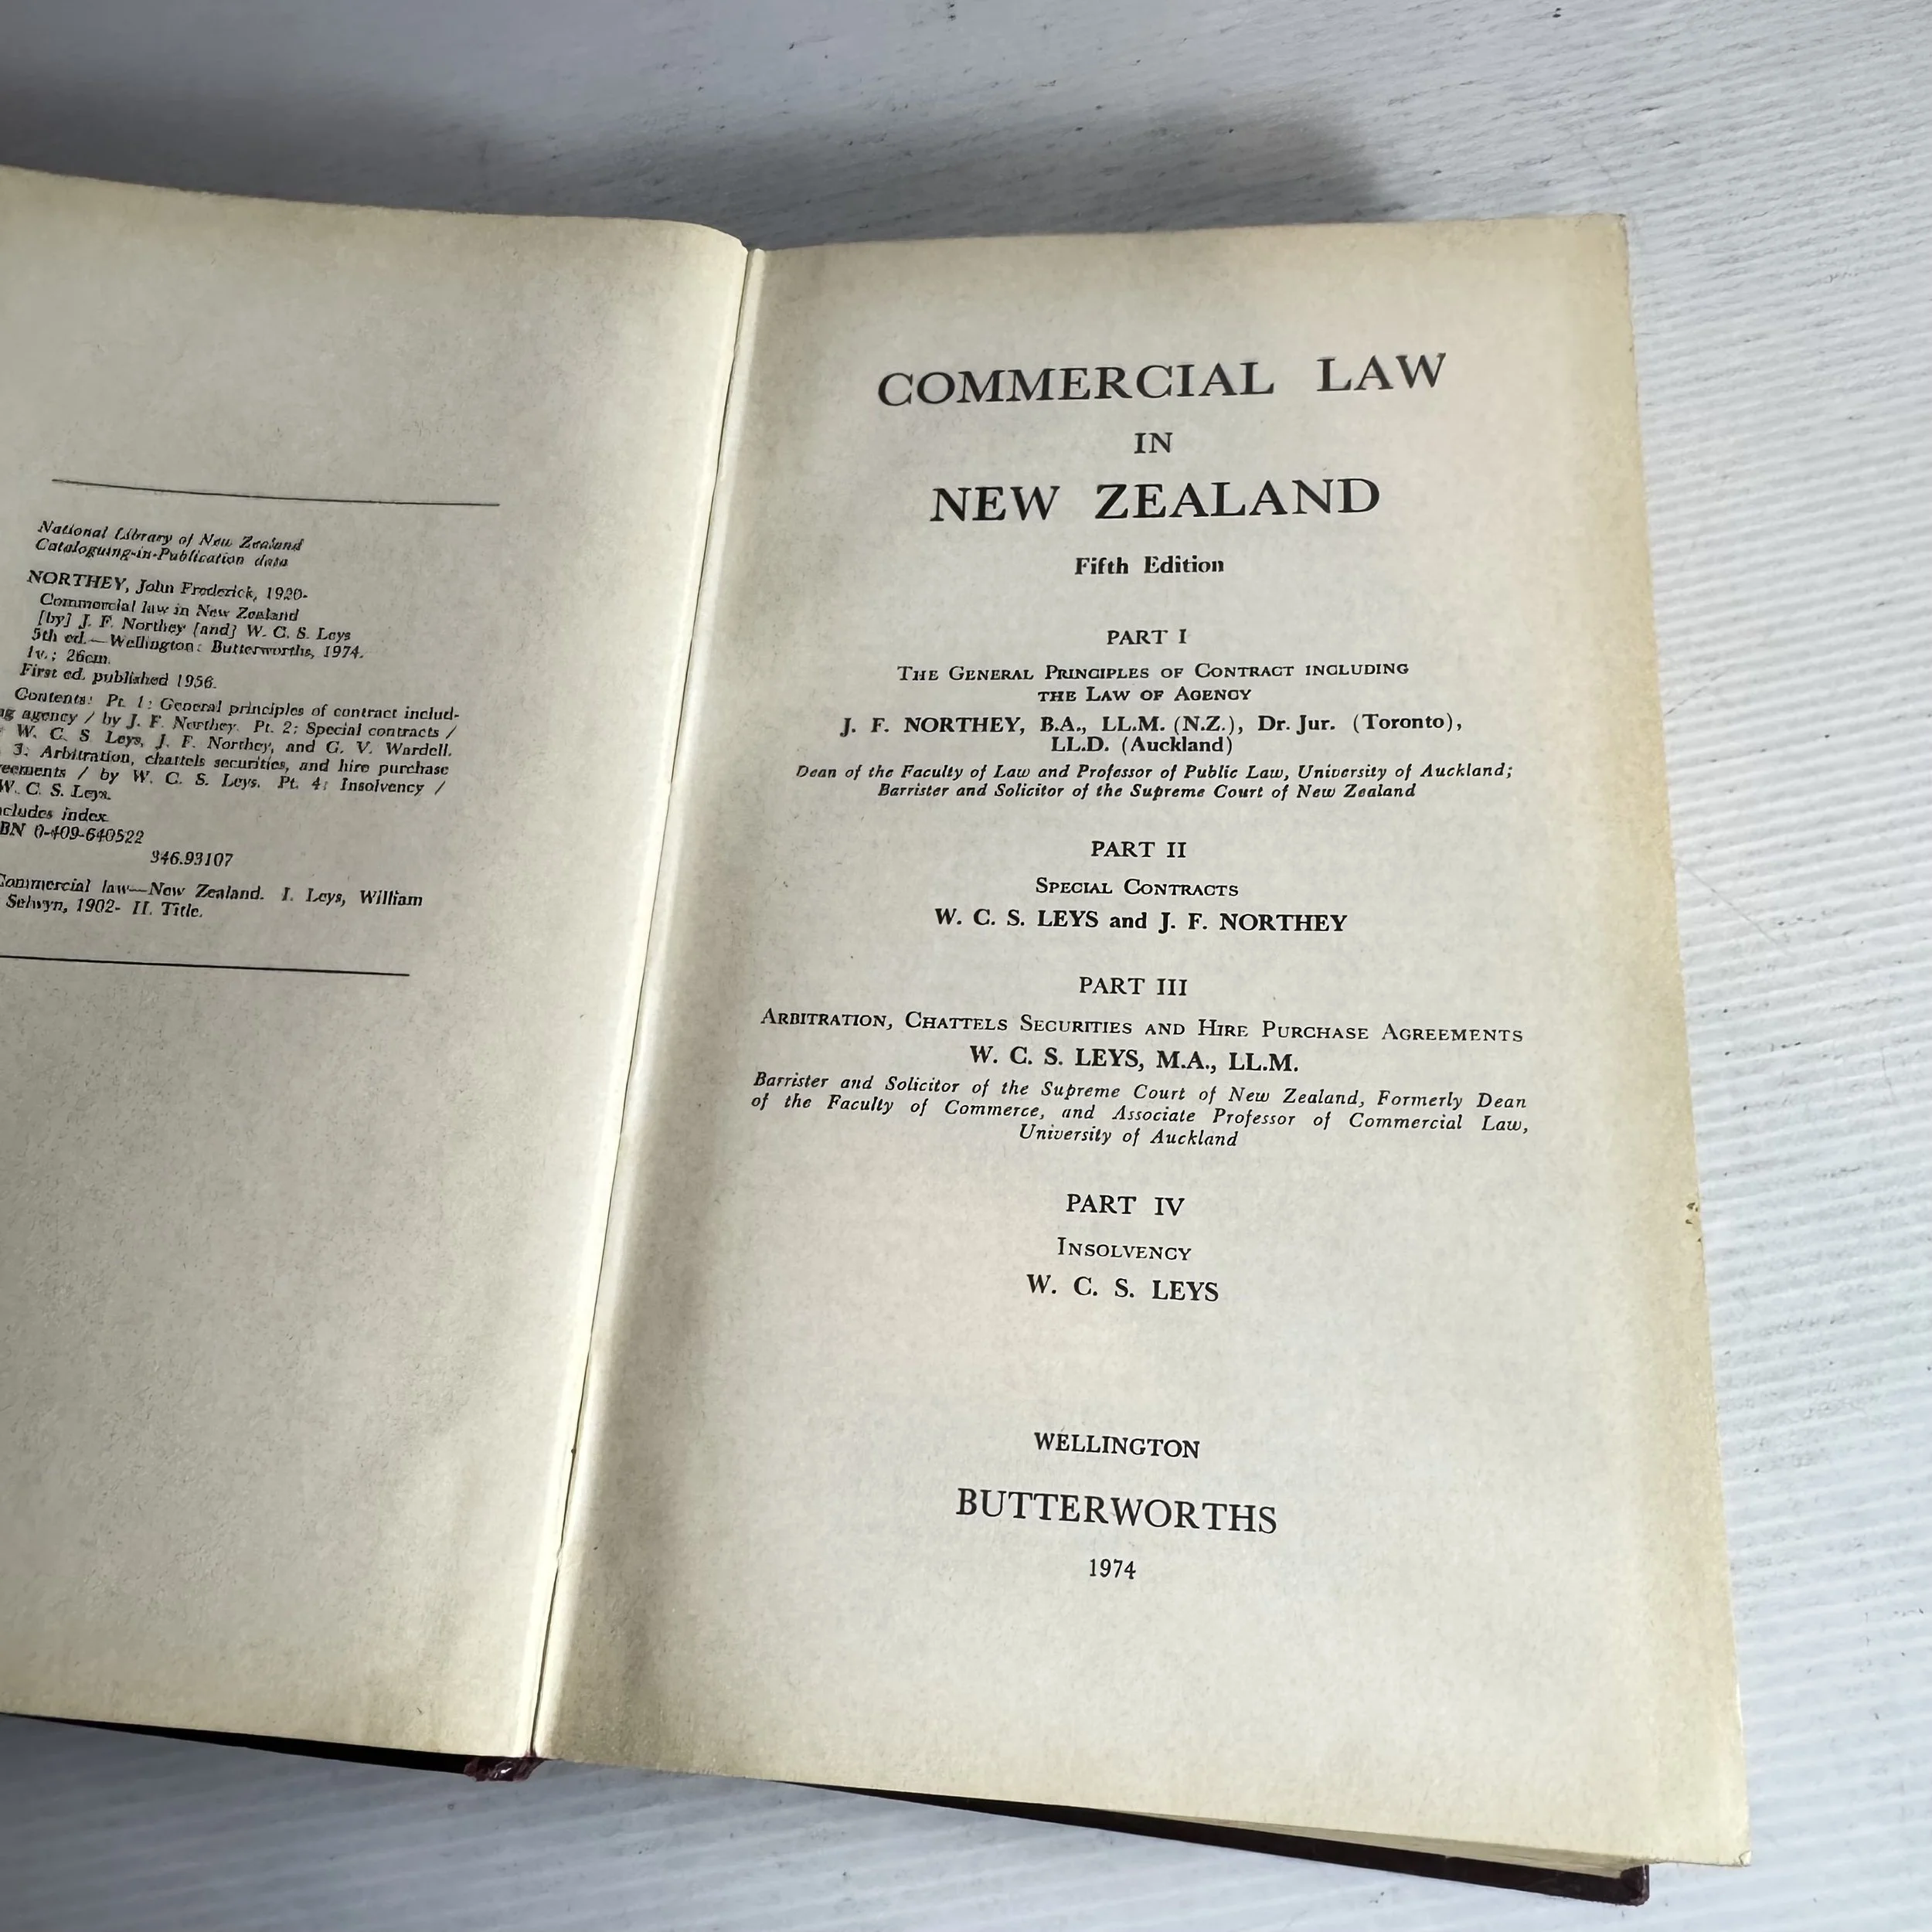 National Library of New Zealand
Cataloguing-in-Publication data
NORTHEY, John Frederick, 1920-
Commercial law in New Zealand
[by] J. F. Northey [and] W. C. S. Leys
5th ed.—Wellington: Butterworths, 1974.
1v.; 26cm.
First ed. published 1956.
Contents: Pt. 1: General principles of contract includ-
ng agency / by J. F. Northey. Pt. 2: Special contracts /
W. C. S. Leys, J. F. Northey, and G. V. Wardell.
3: Arbitration, chattels securities, and hire purchase
reements / by W. C. S. Leys. Pt. 4: Insolvency /
W. C. S. Leys.
ncludes index.
BN 0-409-640522
346.93107
Commercial law—New Zealand. I. Leys, William
Selwyn, 1902- II. Title.
COMMERCIAL LAW
IN
NEW ZEALAND
Fifth Edition
PART I
THE GENERAL PRINCIPLES OF CONTRACT INCLUDING
THE LAW OF AGENCY
J. F. NORTHEY, B.A., LL.M. (N.Z.), Dr. Jur. (Toronto),
LL.D. (Auckland)
Dean of the Faculty of Law and Professor of Public Law, University of Auckland;
Barrister and Solicitor of the Supreme Court of New Zealand
PART II
SPECIAL CONTRACTS
W. C. S. LEYS and J. F. NORTHEY
PART III
ARBITRATION, CHATTELS SECURITIES AND HIRE PURCHASE AGREEMENTS
W. C. S. LEYS, M.A., LL.M.
Barrister and Solicitor of the Supreme Court of New Zealand, Formerly Dean
of the Faculty of Commerce, and Associate Professor of Commercial Law,
University of Auckland
PART IV
INSOLVENCY
W. C. S. LEYS
WELLINGTON
BUTTERWORTHS
1974